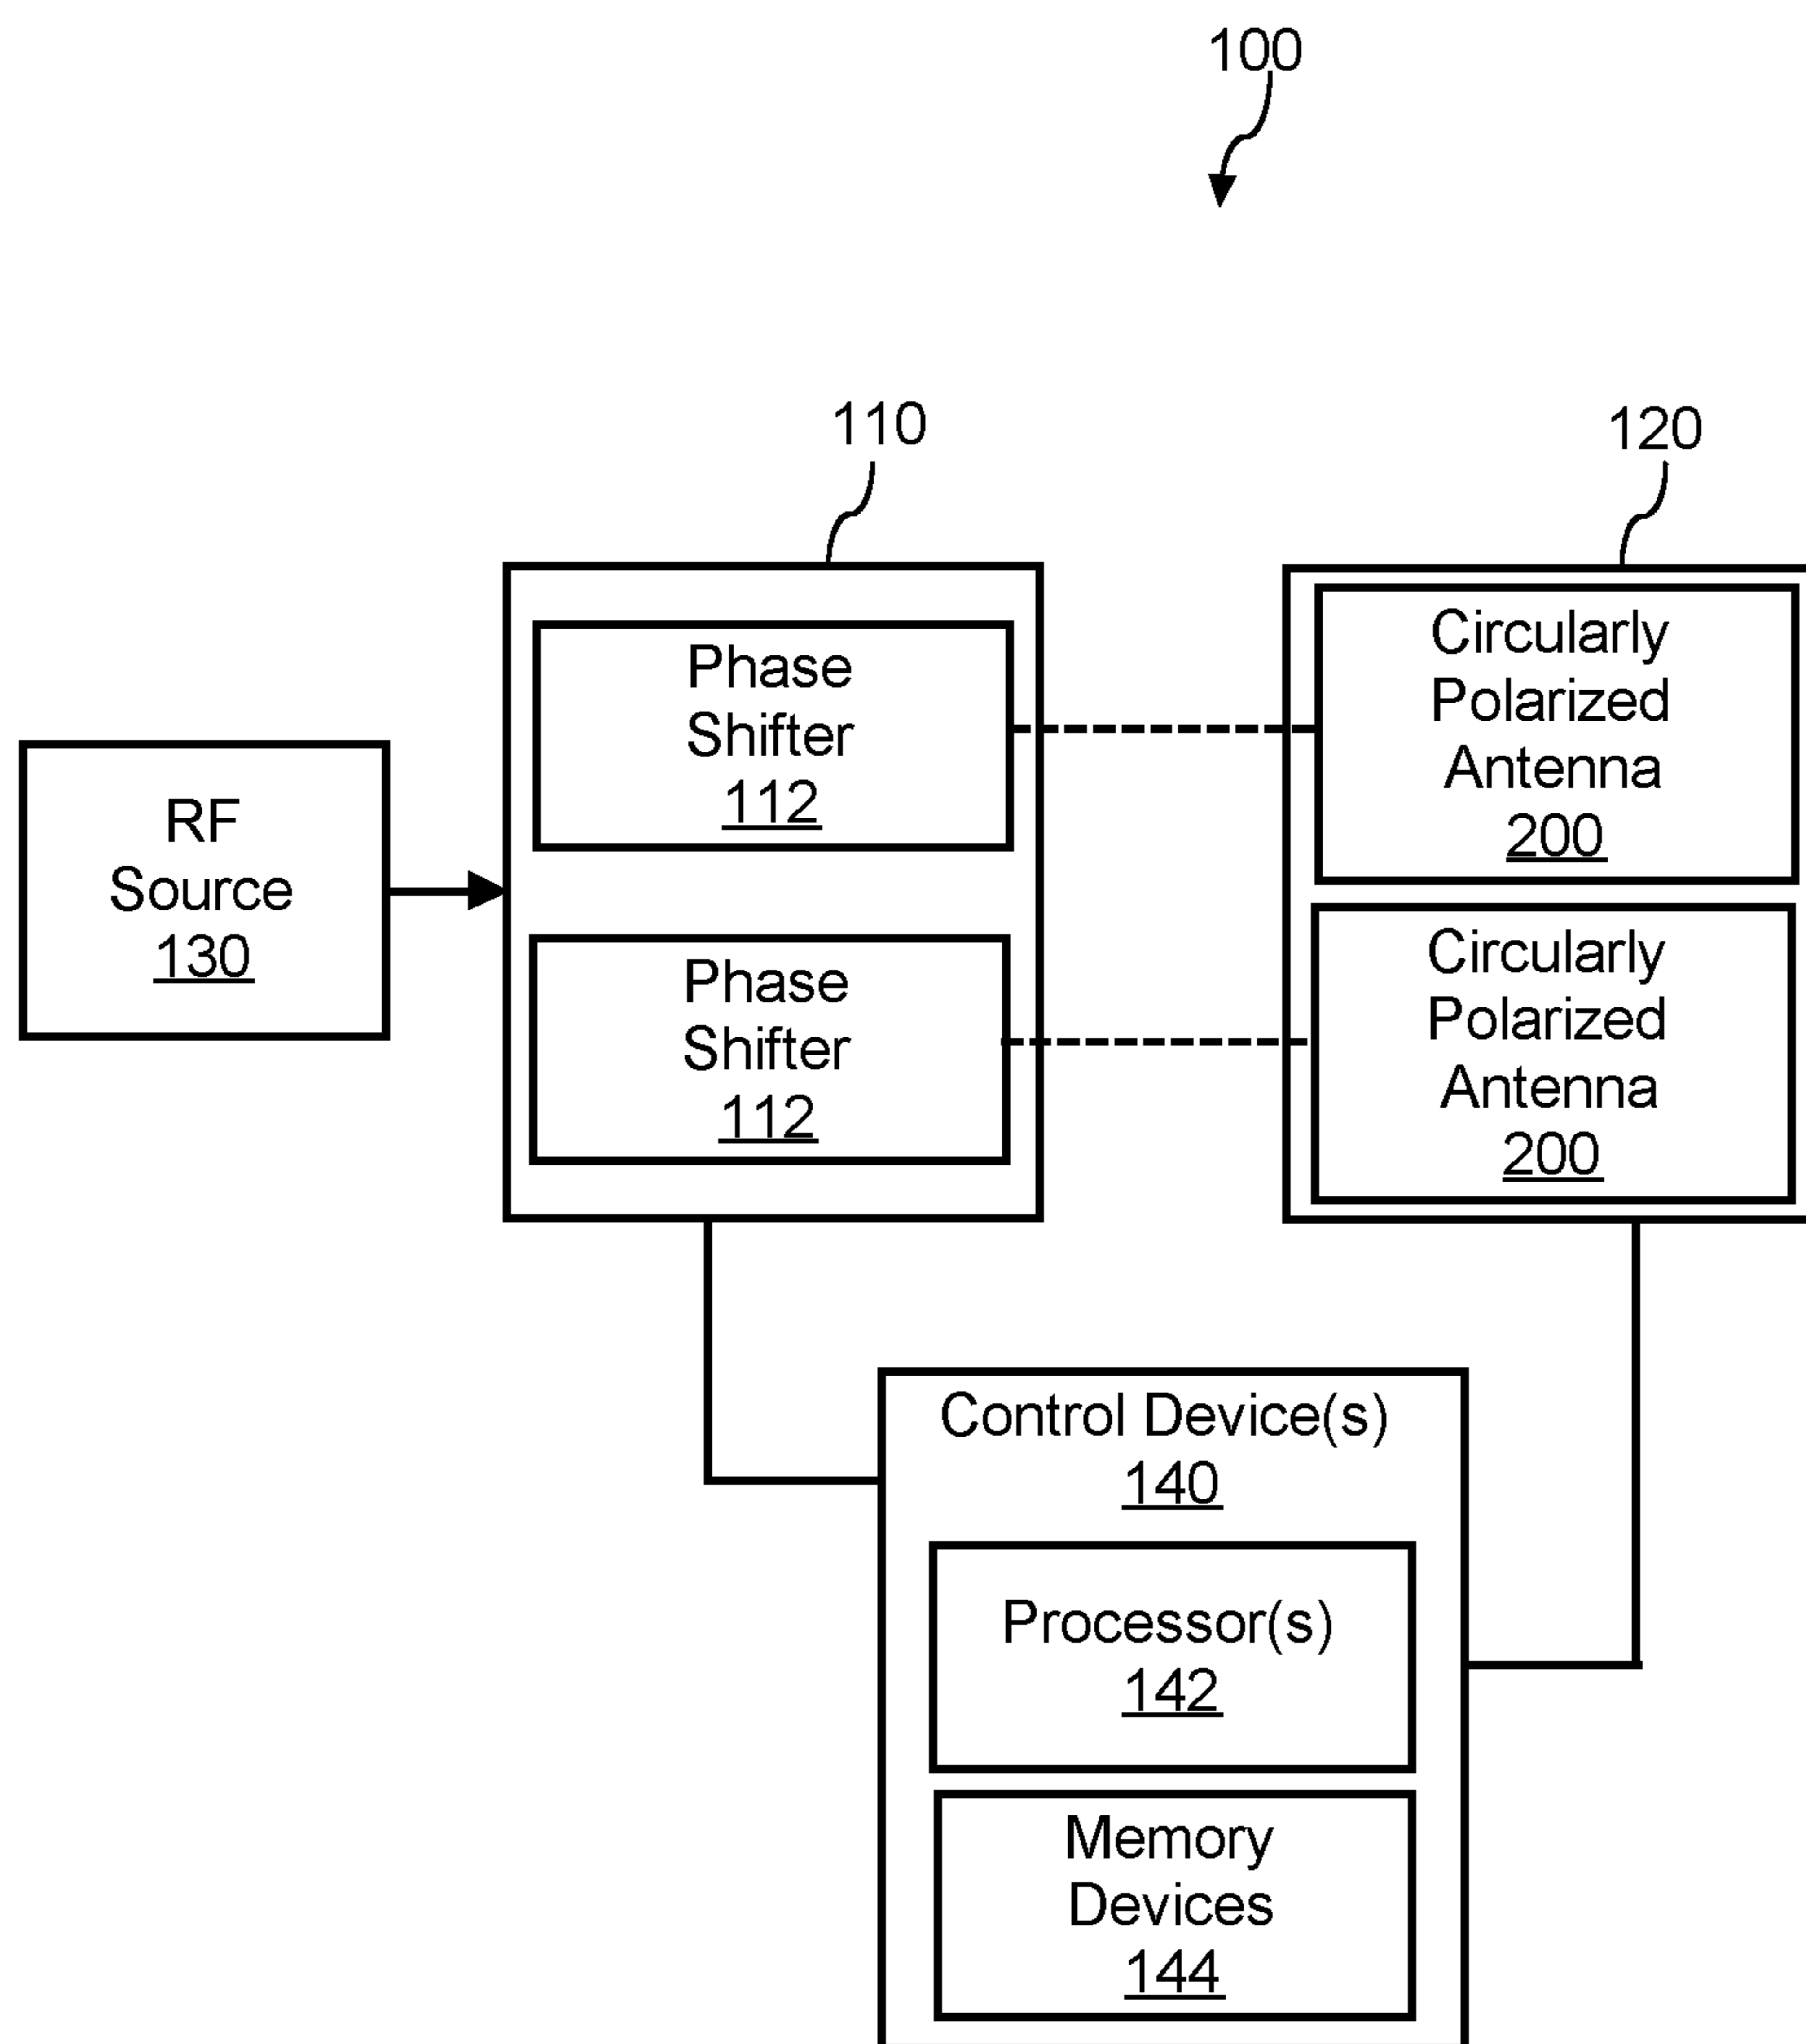 100
110
120
Phase
Shifter
112
Circularly
Polarized
Antenna
200
RF
Source
130
Phase
Shifter
112
Circularly
Polarized
Antenna
200
Control Device(s)
140
Processor(s)
142
Memory
Devices
144